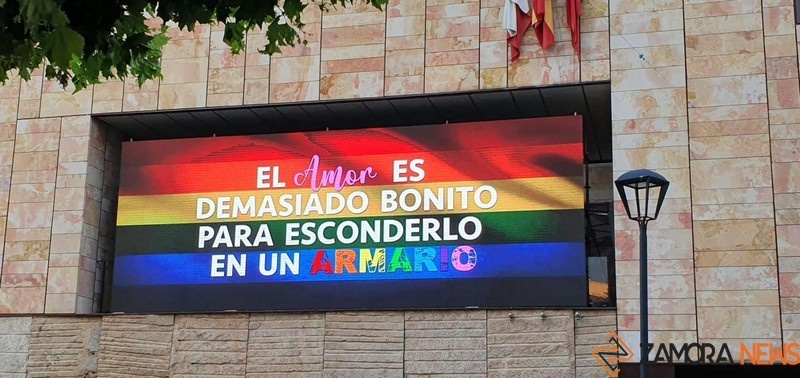 EL Amor ES
DEMASIADO BONITO
PARA ESCONDERLO
EN UN ARMARIO
ZAMORA NEWS